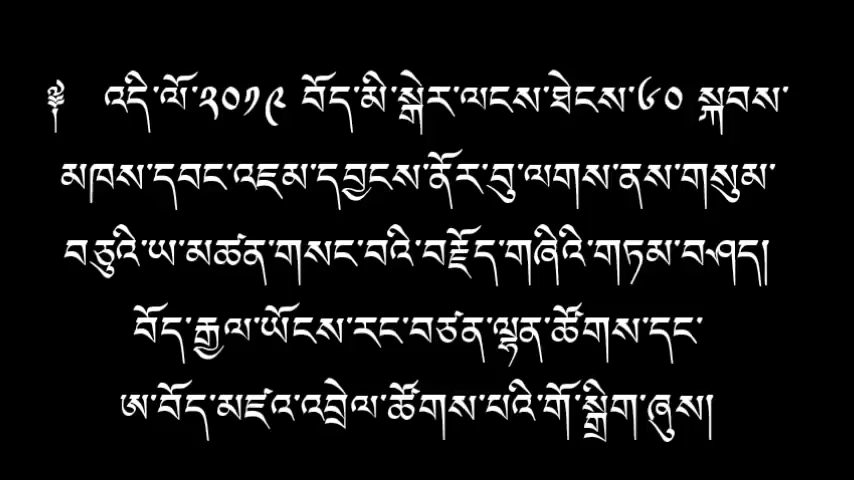 ༈ འདི་ལོ་༢༠༡༩ བོད་མི་སྒེར་ལངས་ཐེངས་༦༠ སྐབས་
མཁས་དབང་འཇམ་དབྱངས་ནོར་བུ་ལགས་ནས་གསུམ་
བཅུའི་ཡ་མཚན་གསང་བའི་བརྗོད་གཞིའི་གཏམ་བཤད།
བོད་རྒྱལ་ཡོངས་རང་བཙན་ལྷན་ཚོགས་དང་
ཨ་བོད་མཛའ་འབྲེལ་ཚོགས་པའི་གོ་སྒྲིག་ཞུས།